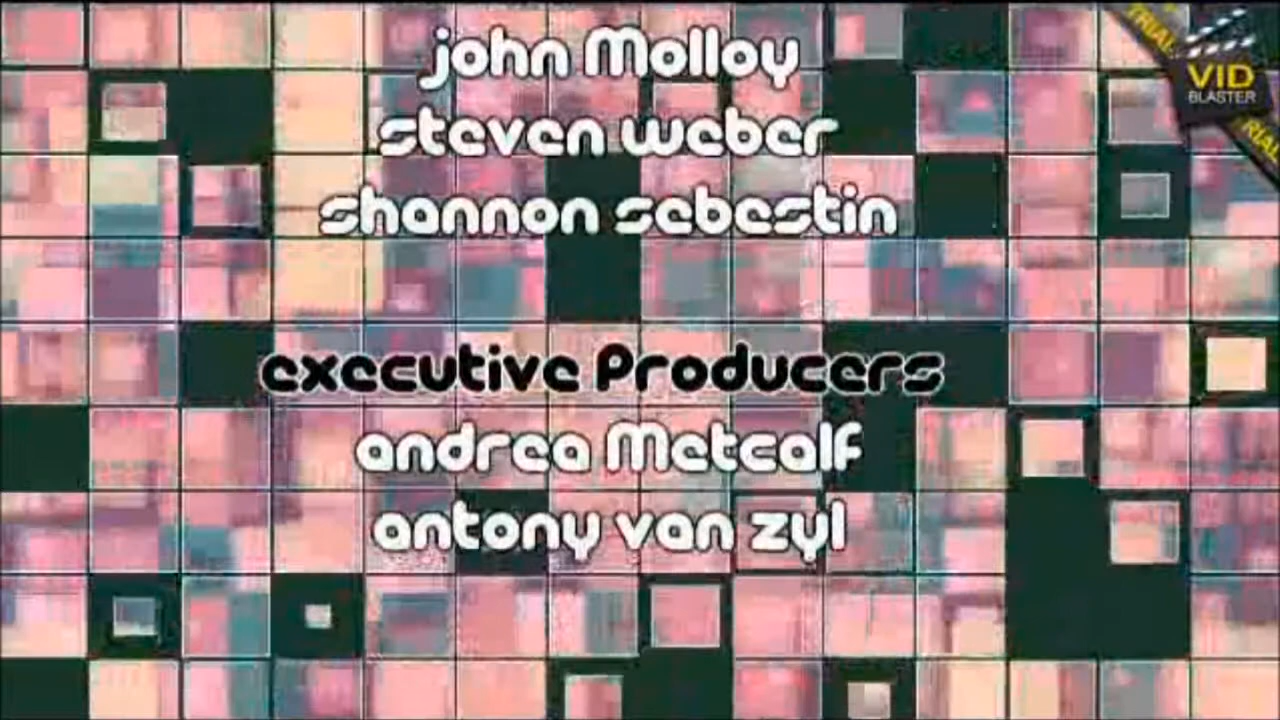 john Molloy
steven weber
shannon sebestin
executive Producers
andrea Metcalf
antony van zyl
TRIAL
VID
BLASTER
TRIAL